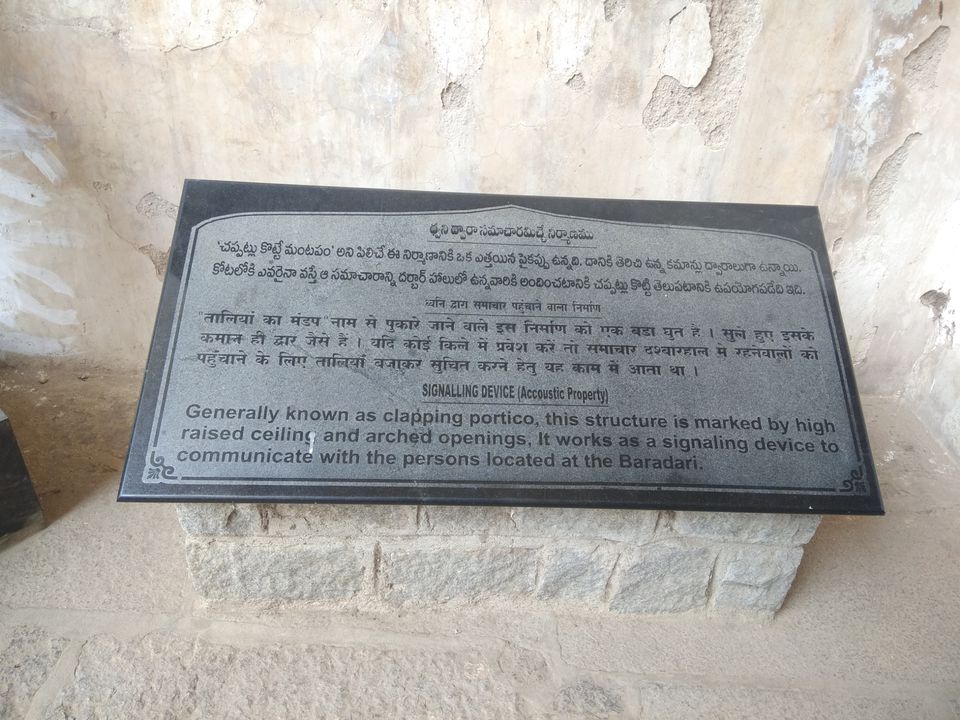 ధ్వని ద్వారా సమాచారమిచ్చే నిర్మాణము
'చప్పట్లు కొట్టే మంటపం' అని పిలిచే ఈ నిర్మాణానికి ఒక ఎత్తయిన పైకప్పు ఉన్నది. దానికి తెరిచి ఉన్న కమాన్లు ద్వారాలుగా ఉన్నాయి.
కోటలోకి ఎవరైనా వస్తే ఆ సమాచారాన్ని దర్బార్ హాలులో ఉన్నవారికి అందించటానికి చప్పట్లు కొట్టి తెలుపటానికి ఉపయోగపడేది ఇది.
ध्वनि द्वारा समाचार पहुंचाने वाला निर्माण
"तालियां का मंडप" नाम से पुकारे जाने वाले इस निर्माण को एक बडा घुत है । सुले हुए इसके
कमान ही द्वार जैसे है । यदि कोई किले में प्रवेश करें तो समाचार दश्वारहाल में रहनेवालों को
पहुँचाने के लिए तालियां वजाकर सुचित करने हेतु यह काम में आता था ।
SIGNALLING DEVICE (Accoustic Property)
Generally known as clapping portico, this structure is marked by high
raised ceiling and arched openings, It works as a signaling device to
communicate with the persons located at the Baradari.